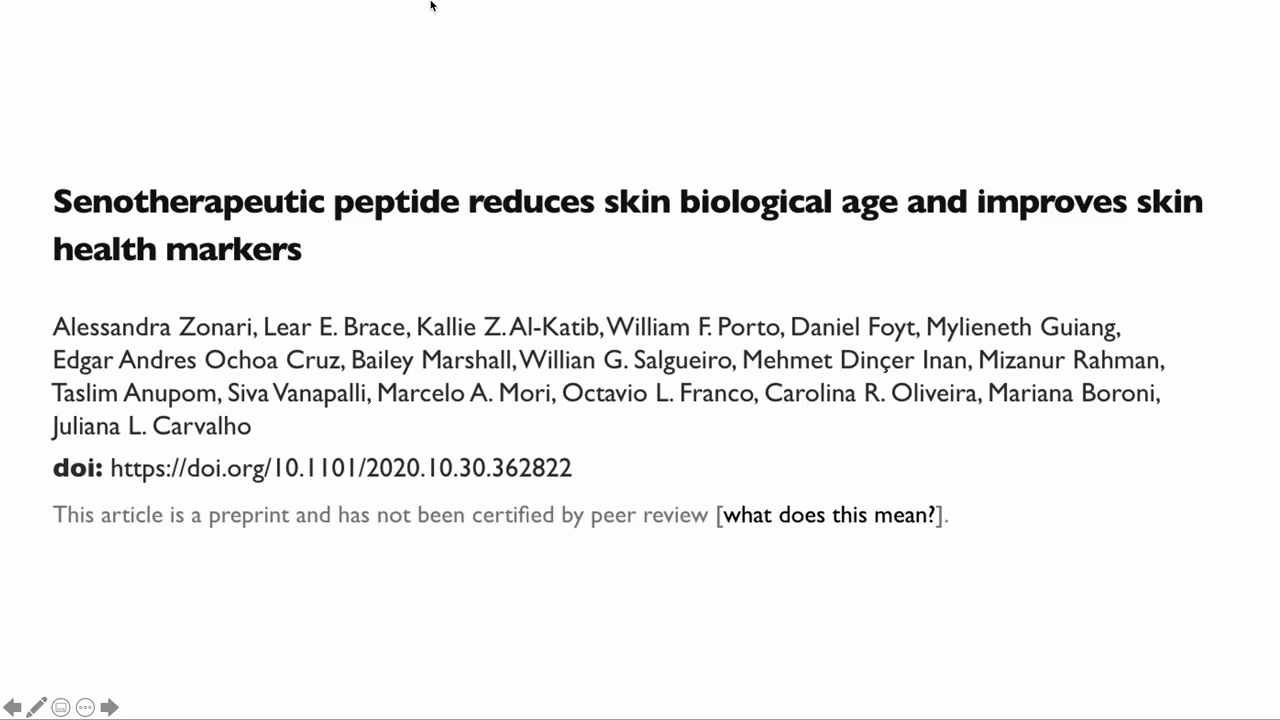 Senotherapeutic peptide reduces skin biological age and improves skin
health markers
Alessandra Zonari, Lear E. Brace, Kallie Z. Al-Katib, William F. Porto, Daniel Foyt, Mylieneth Guiang,
Edgar Andres Ochoa Cruz, Bailey Marshall, Willian G. Salgueiro, Mehmet Dinçer Inan, Mizanur Rahman,
Taslim Anupom, Siva Vanapalli, Marcelo A. Mori, Octavio L. Franco, Carolina R. Oliveira, Mariana Boroni,
Juliana L. Carvalho
doi: https://doi.org/10.1101/2020.10.30.362822
This article is a preprint and has not been certified by peer review [what does this mean?].